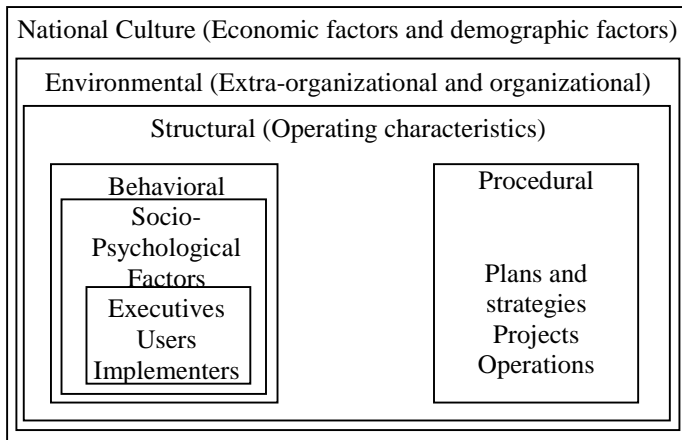 National Culture (Economic factors and demographic factors)
Environmental (Extra-organizational and organizational)
Structural (Operating characteristics)
Behavioral
Socio-
Psychological
Factors
Executives
Users
Implementers
Procedural
Plans and
strategies
Projects
Operations